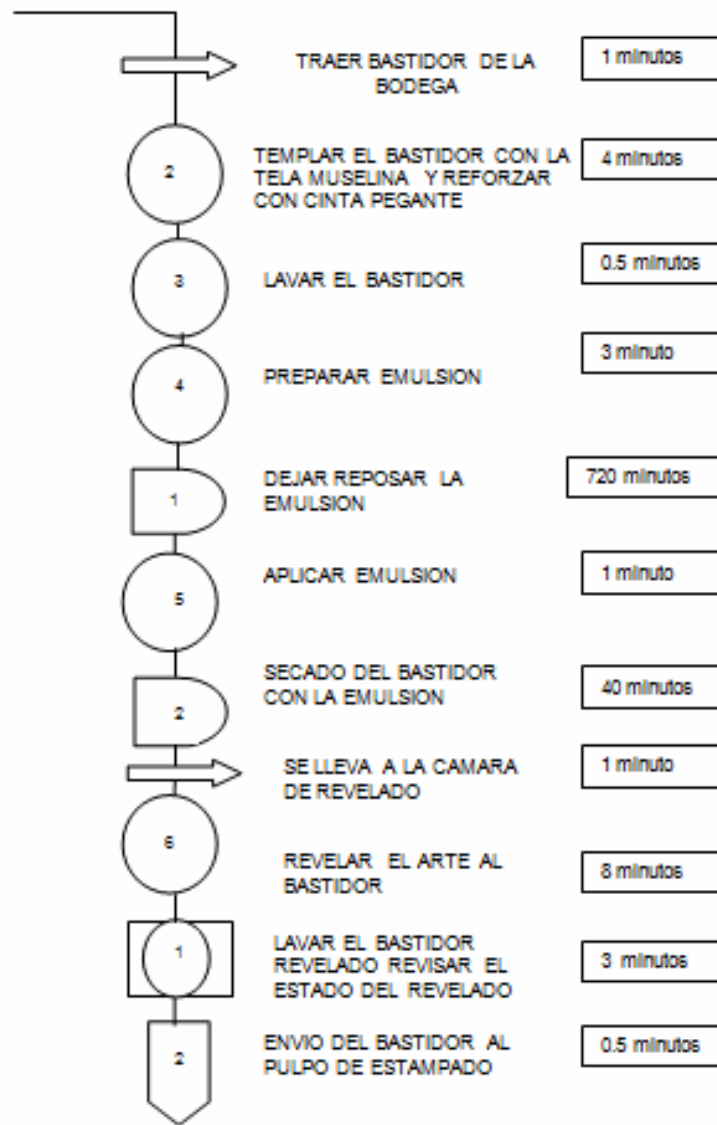 TRAER BASTIDOR DE LA
BODEGA
1 minutos
2
TEMPLAR EL BASTIDOR CON LA
TELA MUSELINA Y REFORZAR
CON CINTA PEGANTE
4 minutos
3
LAVAR EL BASTIDOR
0.5 minutos
4
PREPARAR EMULSION
3 minuto
1
DEJAR REPOSAR LA
EMULSION
720 minutos
5
APLICAR EMULSION
1 minuto
2
SECADO DEL BASTIDOR
CON LA EMULSION
40 minutos
SE LLEVA A LA CAMARA
DE REVELADO
1 minuto
6
REVELAR EL ARTE AL
BASTIDOR
8 minutos
1
LAVAR EL BASTIDOR
REVELADO REVISAR EL
ESTADO DEL REVELADO
3 minutos
2
ENVIO DEL BASTIDOR AL
PULPO DE ESTAMPADO
0.5 minutos